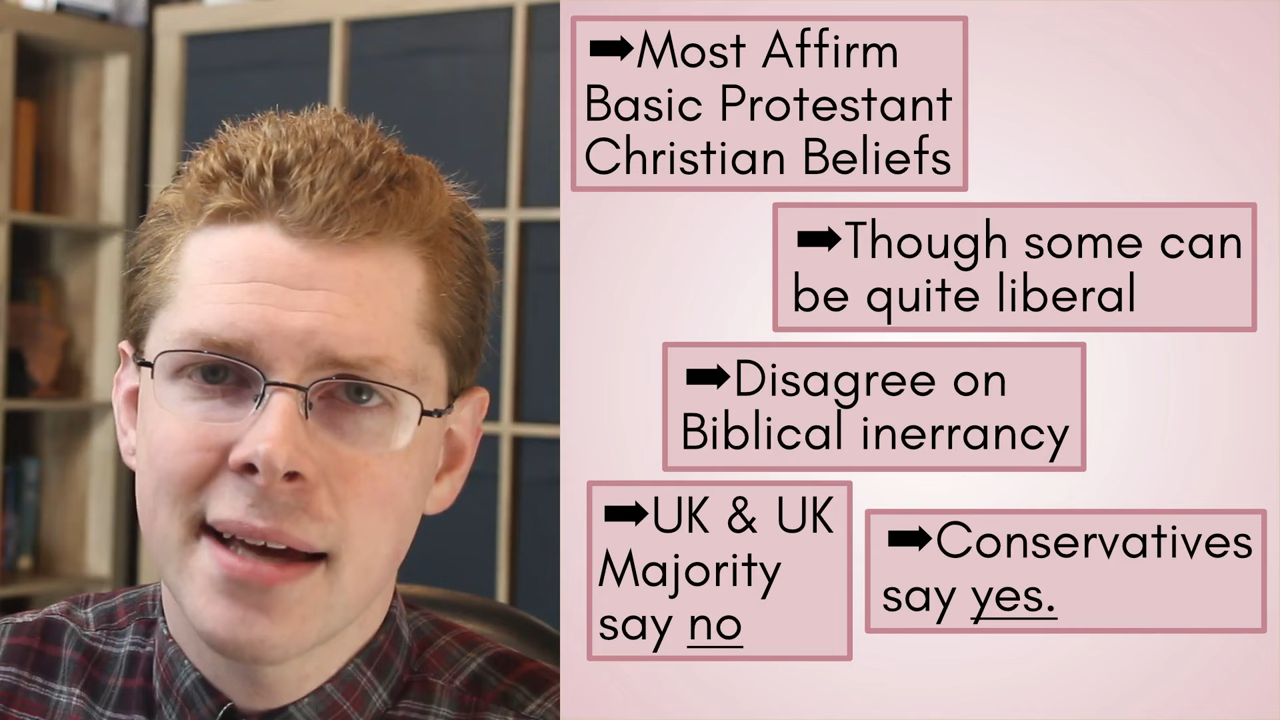 ➡Most Affirm
Basic Protestant
Christian Beliefs
➡Though some can
be quite liberal
➡Disagree on
Biblical inerrancy
➡UK & UK
Majority
say no
➡Conservatives
say yes.